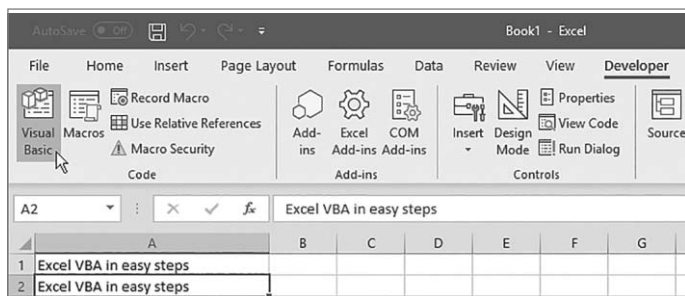 AutoSave Off Book1 - Excel
File Home Insert Page Layout Formulas Data Review View Developer
Visual Basic
Macros
Record Macro
Use Relative References
Macro Security
Code
Add-ins
Excel Add-ins
COM Add-ins
Add-ins
Insert
Design Mode
Properties
View Code
Run Dialog
Controls
Source
A2 fx Excel VBA in easy steps
A B C D E F G
1 Excel VBA in easy steps
2 Excel VBA in easy steps